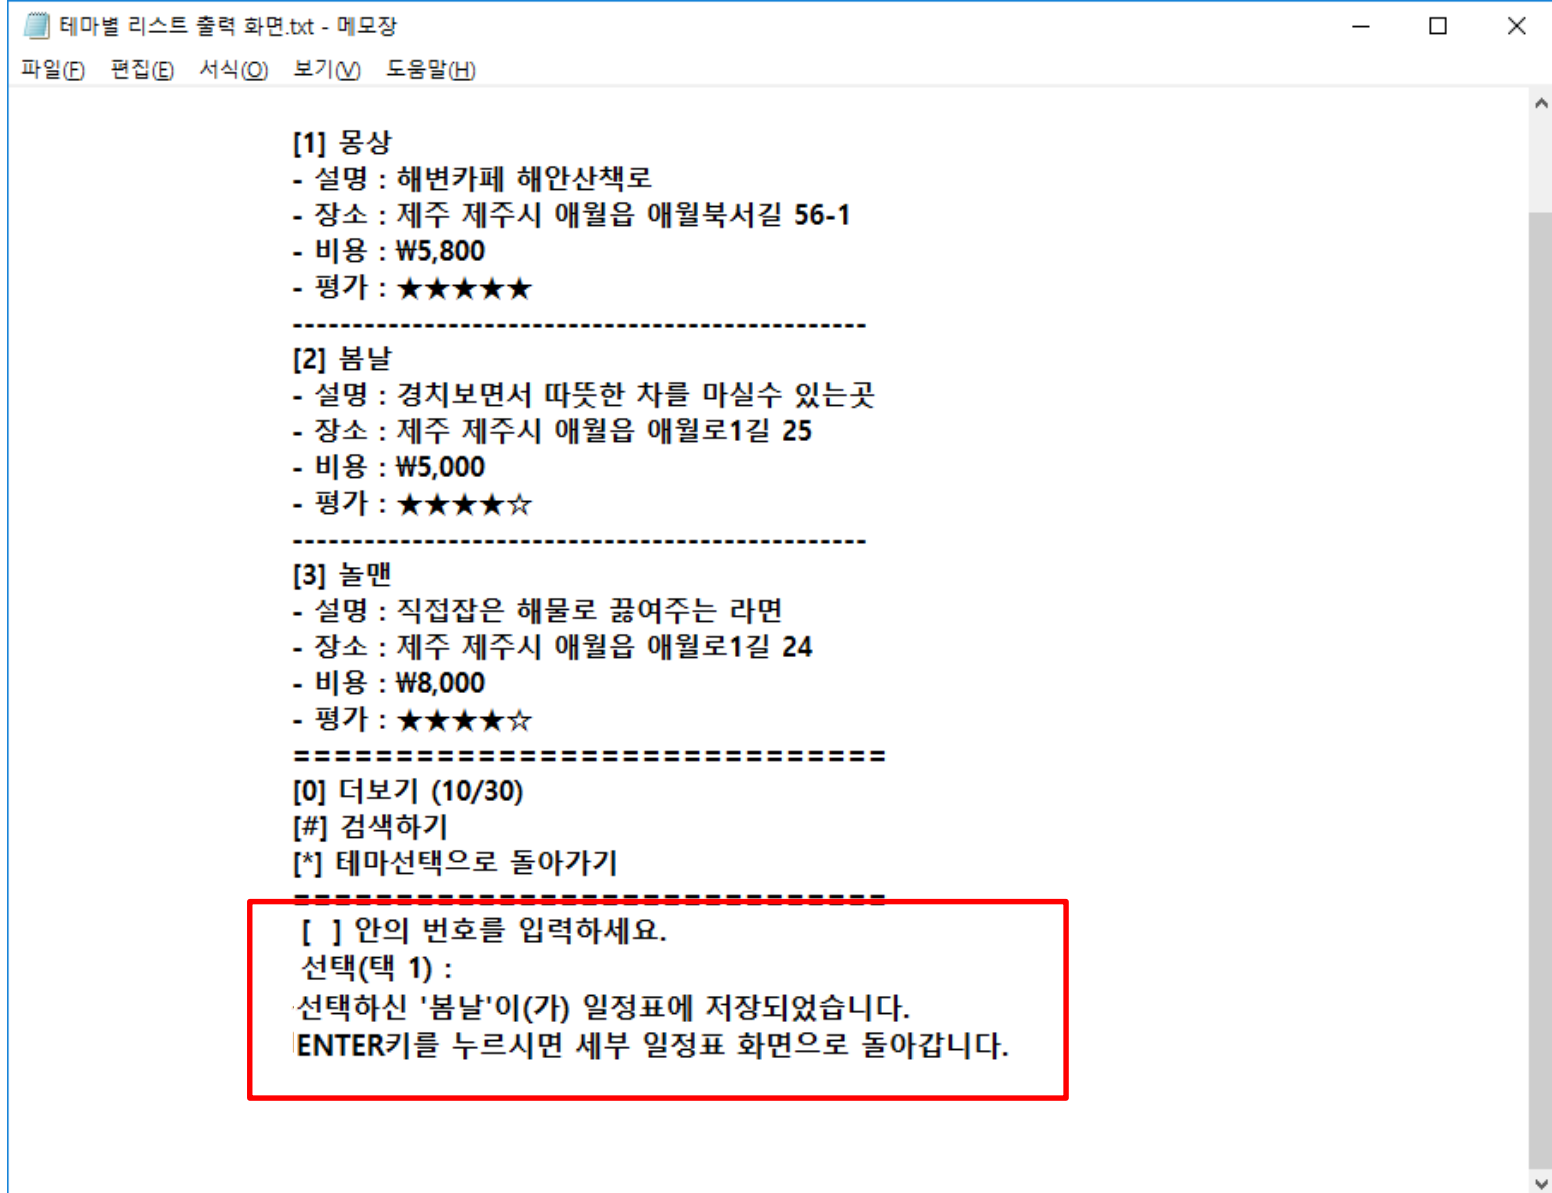 테마별 리스트 출력 화면.txt - 메모장
파일(F) 편집(E) 서식(O) 보기(V) 도움말(H)
[1] 몽상
- 설명 : 해변카페 해안산책로
- 장소 : 제주 제주시 애월읍 애월북서길 56-1
- 비용 : ₩5,800
- 평가 : ★★★★★
------------------------------------------------
[2] 봄날
- 설명 : 경치보면서 따뜻한 차를 마실수 있는곳
- 장소 : 제주 제주시 애월읍 애월로1길 25
- 비용 : ₩5,000
- 평가 : ★★★★☆
------------------------------------------------
[3] 놀맨
- 설명 : 직접잡은 해물로 끓여주는 라면
- 장소 : 제주 제주시 애월읍 애월로1길 24
- 비용 : ₩8,000
- 평가 : ★★★★☆
=============================
[0] 더보기 (10/30)
[#] 검색하기
[*] 테마선택으로 돌아가기
=============================
[ ] 안의 번호를 입력하세요.
선택(택 1) :
선택하신 '봄날'이(가) 일정표에 저장되었습니다.
ENTER키를 누르시면 세부 일정표 화면으로 돌아갑니다.